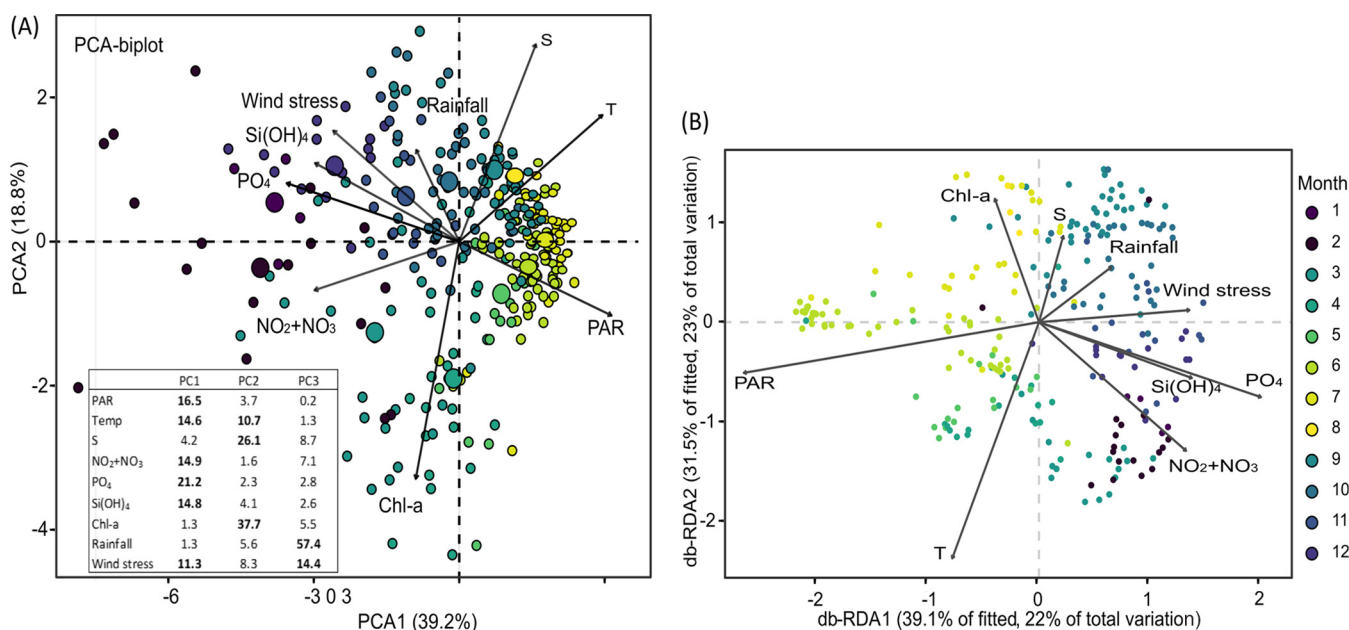 (A)
PCA-biplot
S
T
Wind stress
Rainfall
Si(OH)₄
PO₄
NO₂+NO₃
PAR
Chl-a
PCA2 (18.8%)
2
0
-2
-4
PC1 PC2 PC3
PAR 16.5 3.7 0.2
Temp 14.6 10.7 1.3
S 4.2 26.1 8.7
NO₂+NO₃ 14.9 1.6 7.1
PO₄ 21.2 2.3 2.8
Si(OH)₄ 14.8 4.1 2.6
Chl-a 1.3 37.7 5.5
Rainfall 1.3 5.6 57.4
Wind stress 11.3 8.3 14.4
-6 -3 0 3
PCA1 (39.2%)
(B)
Chl-a
S
Rainfall
Wind stress
PAR
Si(OH)₄
PO₄
NO₂+NO₃
T
db-RDA2 (31.5% of fitted, 23% of total variation)
1
0
-1
-2
-2 -1 0 1 2
db-RDA1 (39.1% of fitted, 22% of total variation)
Month
1
2
3
4
5
6
7
8
9
10
11
12